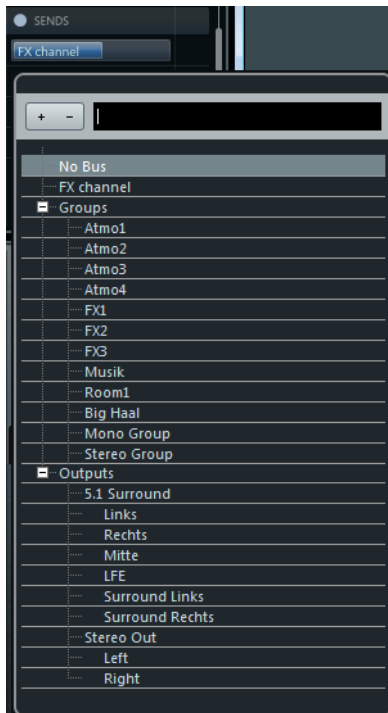 SENDS
FX channel
+ -
No Bus
FX channel
Groups
Atmo1
Atmo2
Atmo3
Atmo4
FX1
FX2
FX3
Musik
Room1
Big Haal
Mono Group
Stereo Group
Outputs
5.1 Surround
Links
Rechts
Mitte
LFE
Surround Links
Surround Rechts
Stereo Out
Left
Right